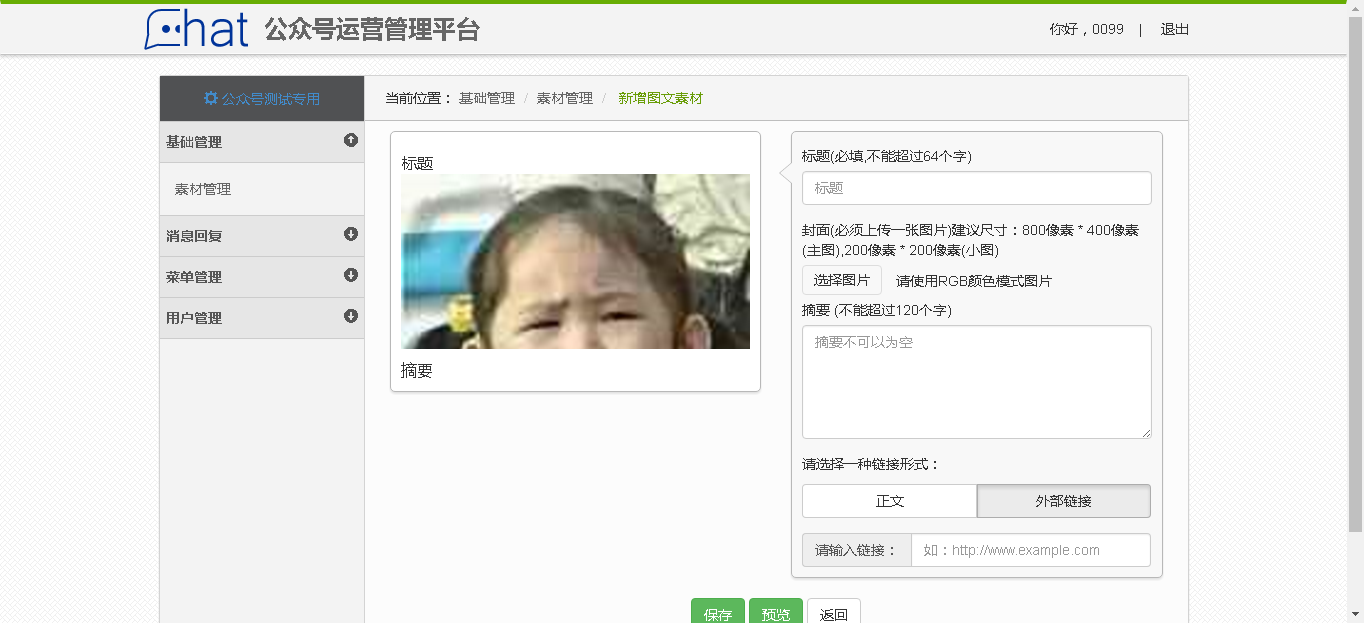 Chat 公众号运营管理平台
你好，0099 | 退出
公众号测试专用
当前位置： 基础管理 / 素材管理 / 新增图文素材
基础管理
素材管理
消息回复
菜单管理
用户管理
标题
摘要
标题(必填,不能超过64个字)
标题
封面(必须上传一张图片)建议尺寸：800像素 * 400像素
(主图),200像素 * 200像素(小图)
选择图片 请使用RGB颜色模式图片
摘要 (不能超过120个字)
摘要不可以为空
请选择一种链接形式：
正文 外部链接
请输入链接： 如：http://www.example.com
保存 预览 返回